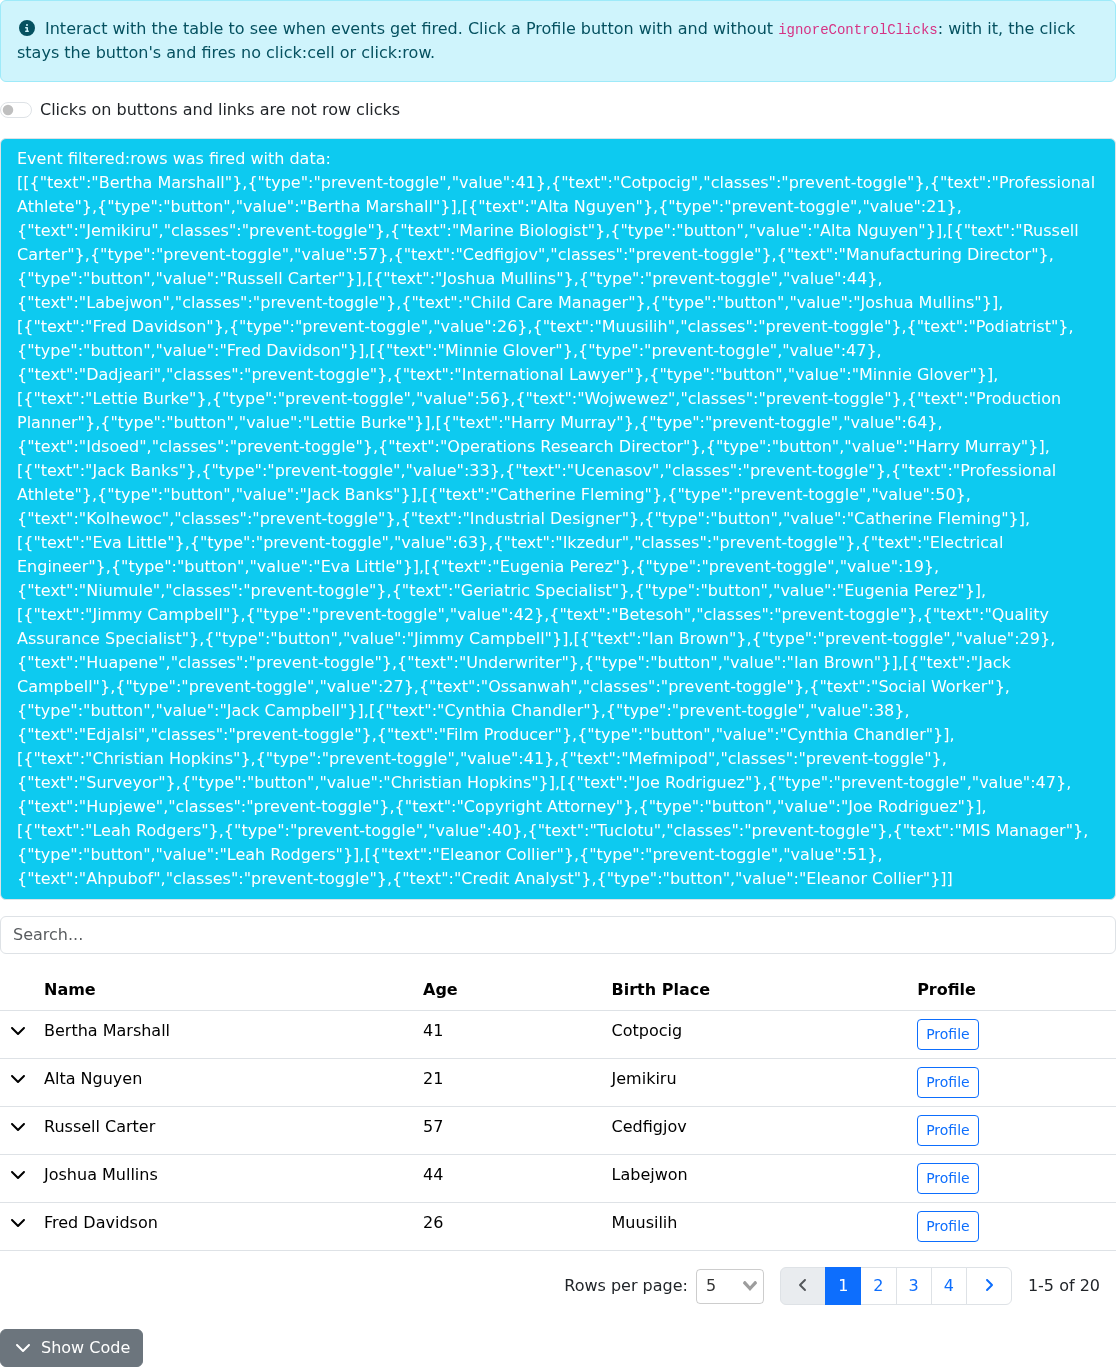 Interact with the table to see when events get fired. Click a Profile button with and without ignoreControlClicks: with it, the click
stays the button's and fires no click:cell or click:row.
Clicks on buttons and links are not row clicks
Event filtered:rows was fired with data:
[[{"text":"Bertha Marshall"},{"type":"prevent-toggle","value":41},{"text":"Cotpocig","classes":"prevent-toggle"},{"text":"Professional
Athlete"},{"type":"button","value":"Bertha Marshall"}],[{"text":"Alta Nguyen"},{"type":"prevent-toggle","value":21},
{"text":"Jemikiru","classes":"prevent-toggle"},{"text":"Marine Biologist"},{"type":"button","value":"Alta Nguyen"}],[{"text":"Russell
Carter"},{"type":"prevent-toggle","value":57},{"text":"Cedfigjov","classes":"prevent-toggle"},{"text":"Manufacturing Director"},
{"type":"button","value":"Russell Carter"}],[{"text":"Joshua Mullins"},{"type":"prevent-toggle","value":44},
{"text":"Labejwon","classes":"prevent-toggle"},{"text":"Child Care Manager"},{"type":"button","value":"Joshua Mullins"}],
[{"text":"Fred Davidson"},{"type":"prevent-toggle","value":26},{"text":"Muusilih","classes":"prevent-toggle"},{"text":"Podiatrist"},
{"type":"button","value":"Fred Davidson"}],[{"text":"Minnie Glover"},{"type":"prevent-toggle","value":47},
{"text":"Dadjeari","classes":"prevent-toggle"},{"text":"International Lawyer"},{"type":"button","value":"Minnie Glover"}],
[{"text":"Lettie Burke"},{"type":"prevent-toggle","value":56},{"text":"Wojwewez","classes":"prevent-toggle"},{"text":"Production
Planner"},{"type":"button","value":"Lettie Burke"}],[{"text":"Harry Murray"},{"type":"prevent-toggle","value":64},
{"text":"Idsoed","classes":"prevent-toggle"},{"text":"Operations Research Director"},{"type":"button","value":"Harry Murray"}],
[{"text":"Jack Banks"},{"type":"prevent-toggle","value":33},{"text":"Ucenasov","classes":"prevent-toggle"},{"text":"Professional
Athlete"},{"type":"button","value":"Jack Banks"}],[{"text":"Catherine Fleming"},{"type":"prevent-toggle","value":50},
{"text":"Kolhewoc","classes":"prevent-toggle"},{"text":"Industrial Designer"},{"type":"button","value":"Catherine Fleming"}],
[{"text":"Eva Little"},{"type":"prevent-toggle","value":63},{"text":"Ikzedur","classes":"prevent-toggle"},{"text":"Electrical
Engineer"},{"type":"button","value":"Eva Little"}],[{"text":"Eugenia Perez"},{"type":"prevent-toggle","value":19},
{"text":"Niumule","classes":"prevent-toggle"},{"text":"Geriatric Specialist"},{"type":"button","value":"Eugenia Perez"}],
[{"text":"Jimmy Campbell"},{"type":"prevent-toggle","value":42},{"text":"Betesoh","classes":"prevent-toggle"},{"text":"Quality
Assurance Specialist"},{"type":"button","value":"Jimmy Campbell"}],[{"text":"Ian Brown"},{"type":"prevent-toggle","value":29},
{"text":"Huapene","classes":"prevent-toggle"},{"text":"Underwriter"},{"type":"button","value":"Ian Brown"}],[{"text":"Jack
Campbell"},{"type":"prevent-toggle","value":27},{"text":"Ossanwah","classes":"prevent-toggle"},{"text":"Social Worker"},
{"type":"button","value":"Jack Campbell"}],[{"text":"Cynthia Chandler"},{"type":"prevent-toggle","value":38},
{"text":"Edjalsi","classes":"prevent-toggle"},{"text":"Film Producer"},{"type":"button","value":"Cynthia Chandler"}],
[{"text":"Christian Hopkins"},{"type":"prevent-toggle","value":41},{"text":"Mefmipod","classes":"prevent-toggle"},
{"text":"Surveyor"},{"type":"button","value":"Christian Hopkins"}],[{"text":"Joe Rodriguez"},{"type":"prevent-toggle","value":47},
{"text":"Hupjewe","classes":"prevent-toggle"},{"text":"Copyright Attorney"},{"type":"button","value":"Joe Rodriguez"}],
[{"text":"Leah Rodgers"},{"type":"prevent-toggle","value":40},{"text":"Tuclotu","classes":"prevent-toggle"},{"text":"MIS Manager"},
{"type":"button","value":"Leah Rodgers"}],[{"text":"Eleanor Collier"},{"type":"prevent-toggle","value":51},
{"text":"Ahpubof","classes":"prevent-toggle"},{"text":"Credit Analyst"},{"type":"button","value":"Eleanor Collier"}]]
Search...
Name Age Birth Place Profile
Bertha Marshall 41 Cotpocig Profile
Alta Nguyen 21 Jemikiru Profile
Russell Carter 57 Cedfigjov Profile
Joshua Mullins 44 Labejwon Profile
Fred Davidson 26 Muusilih Profile
Rows per page: 5 1 2 3 4 1-5 of 20
Show Code